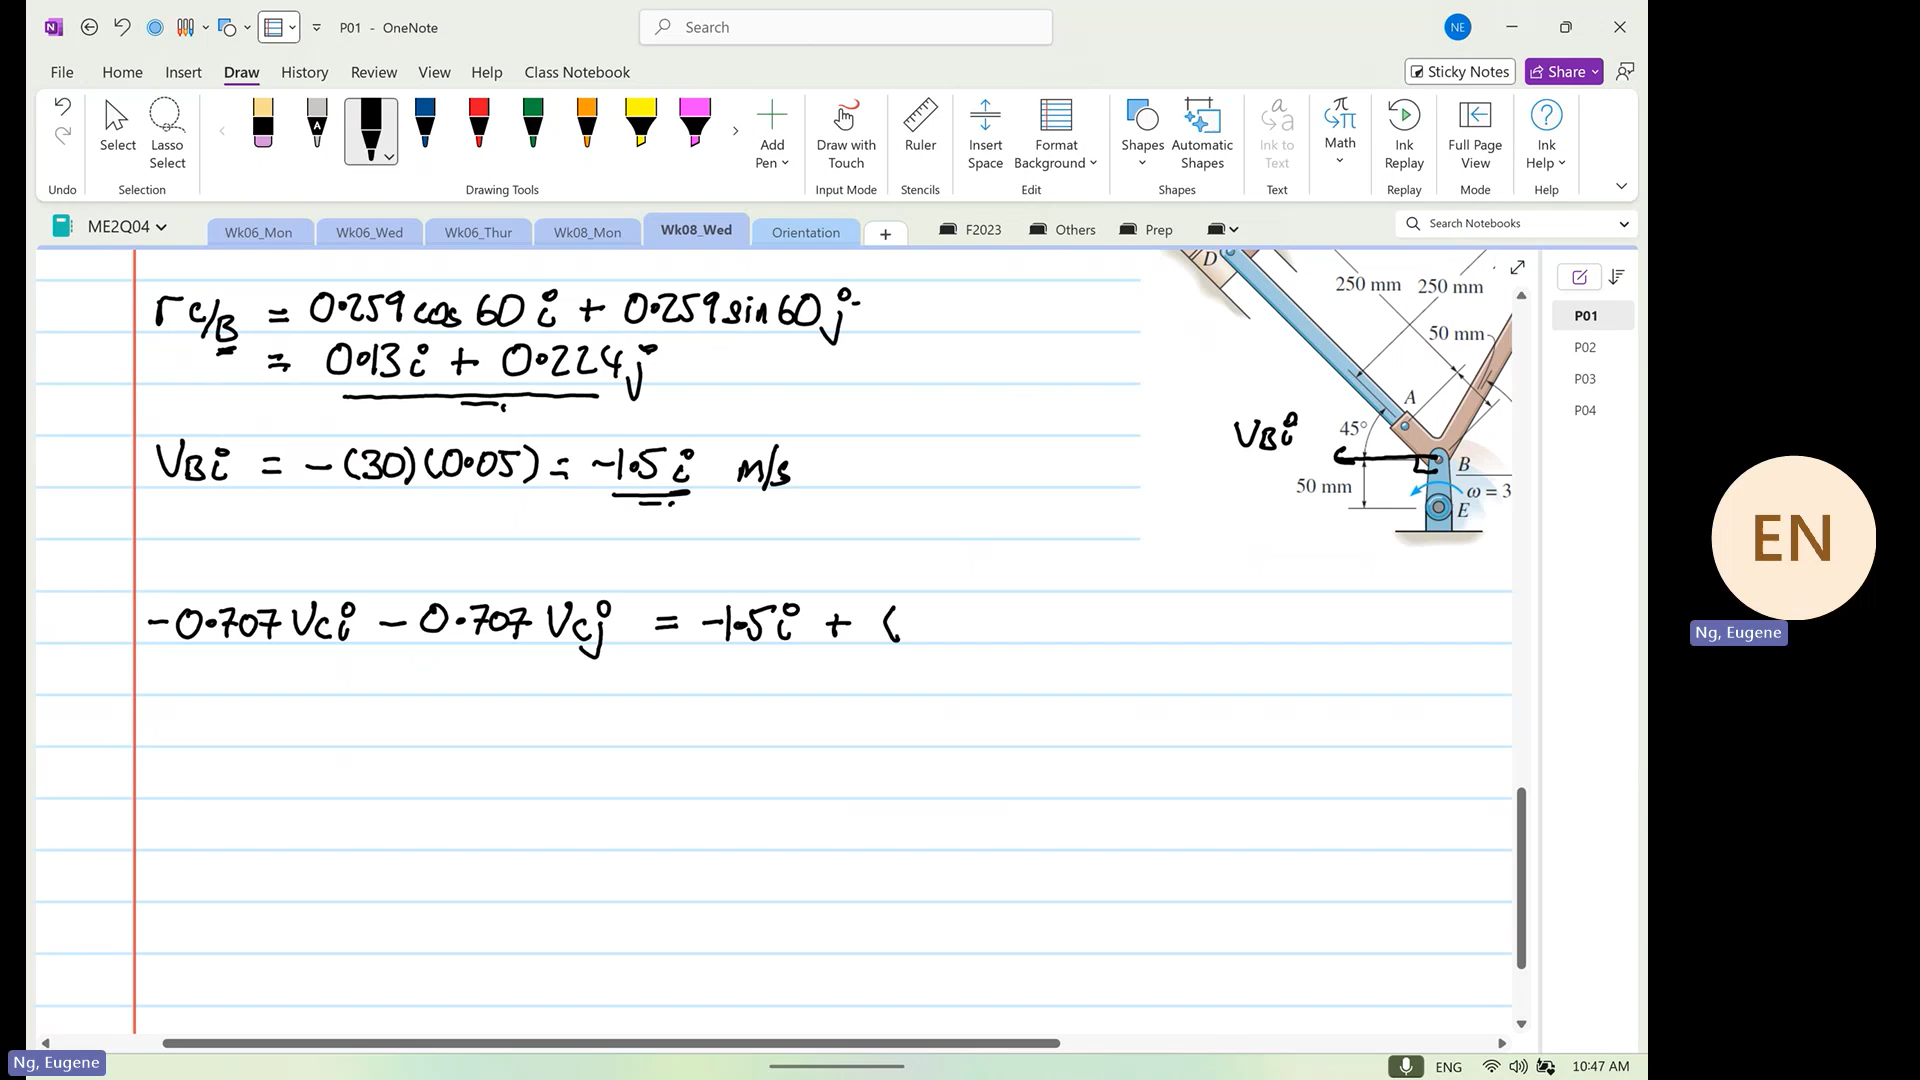 P01 - OneNote
Search
NE
File Home Insert Draw History Review View Help Class Notebook
Sticky Notes
Share
Select
Lasso Select
Add Pen
Draw with Touch
Ruler
Insert Space
Format Background
Shapes
Automatic Shapes
Ink to Text
Math
Ink Replay
Full Page View
Ink Help
Undo Selection Drawing Tools Input Mode Stencils Edit Shapes Text Replay Mode Help
ME2Q04
Wk06_Mon Wk06_Wed Wk06_Thur Wk08_Mon Wk08_Wed Orientation +
F2023 Others Prep
Search Notebooks
P01
P02
P03
P04
r C/B = 0.259 cos 60 i + 0.259 sin 60 j
= 0.13 i + 0.224 j
VB i = -(30)(0.05) = -1.5 i m/s
-0.707 VC i - 0.707 VC j = -1.5 i + (
D
250 mm 250 mm
50 mm
A
VB i
45°
B
50 mm
ω = 3
E
EN
Ng, Eugene
Ng, Eugene
ENG
10:47 AM